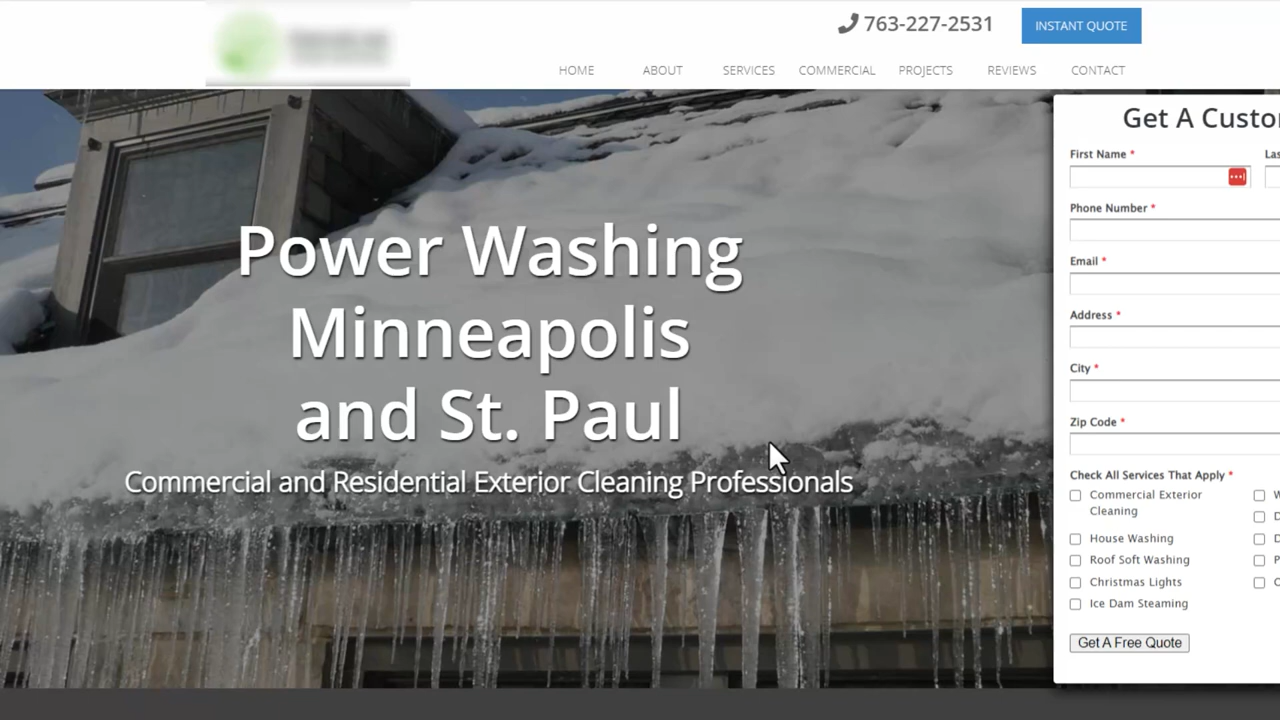 763-227-2531
INSTANT QUOTE
HOME ABOUT SERVICES COMMERCIAL PROJECTS REVIEWS CONTACT
Power Washing
Minneapolis
and St. Paul
Commercial and Residential Exterior Cleaning Professionals
Get A Custo
First Name *
Las
Phone Number *
Email *
Address *
City *
Zip Code *
Check All Services That Apply *
Commercial Exterior
Cleaning
House Washing
Roof Soft Washing
Christmas Lights
Ice Dam Steaming
W
D
D
P
Get A Free Quote